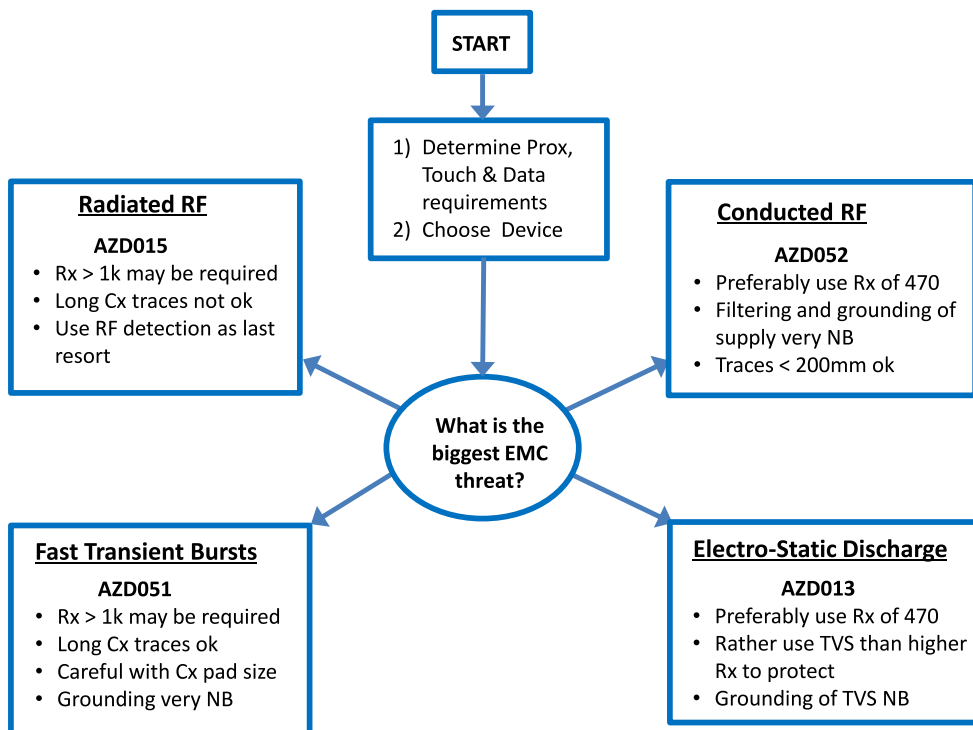 START
1) Determine Prox,
Touch & Data
requirements
2) Choose Device
Radiated RF
AZD015
• Rx > 1k may be required
• Long Cx traces not ok
• Use RF detection as last
resort
Conducted RF
AZD052
• Preferably use Rx of 470
• Filtering and grounding of
supply very NB
• Traces < 200mm ok
What is the
biggest EMC
threat?
Fast Transient Bursts
AZD051
• Rx > 1k may be required
• Long Cx traces ok
• Careful with Cx pad size
• Grounding very NB
Electro-Static Discharge
AZD013
• Preferably use Rx of 470
• Rather use TVS than higher
Rx to protect
• Grounding of TVS NB